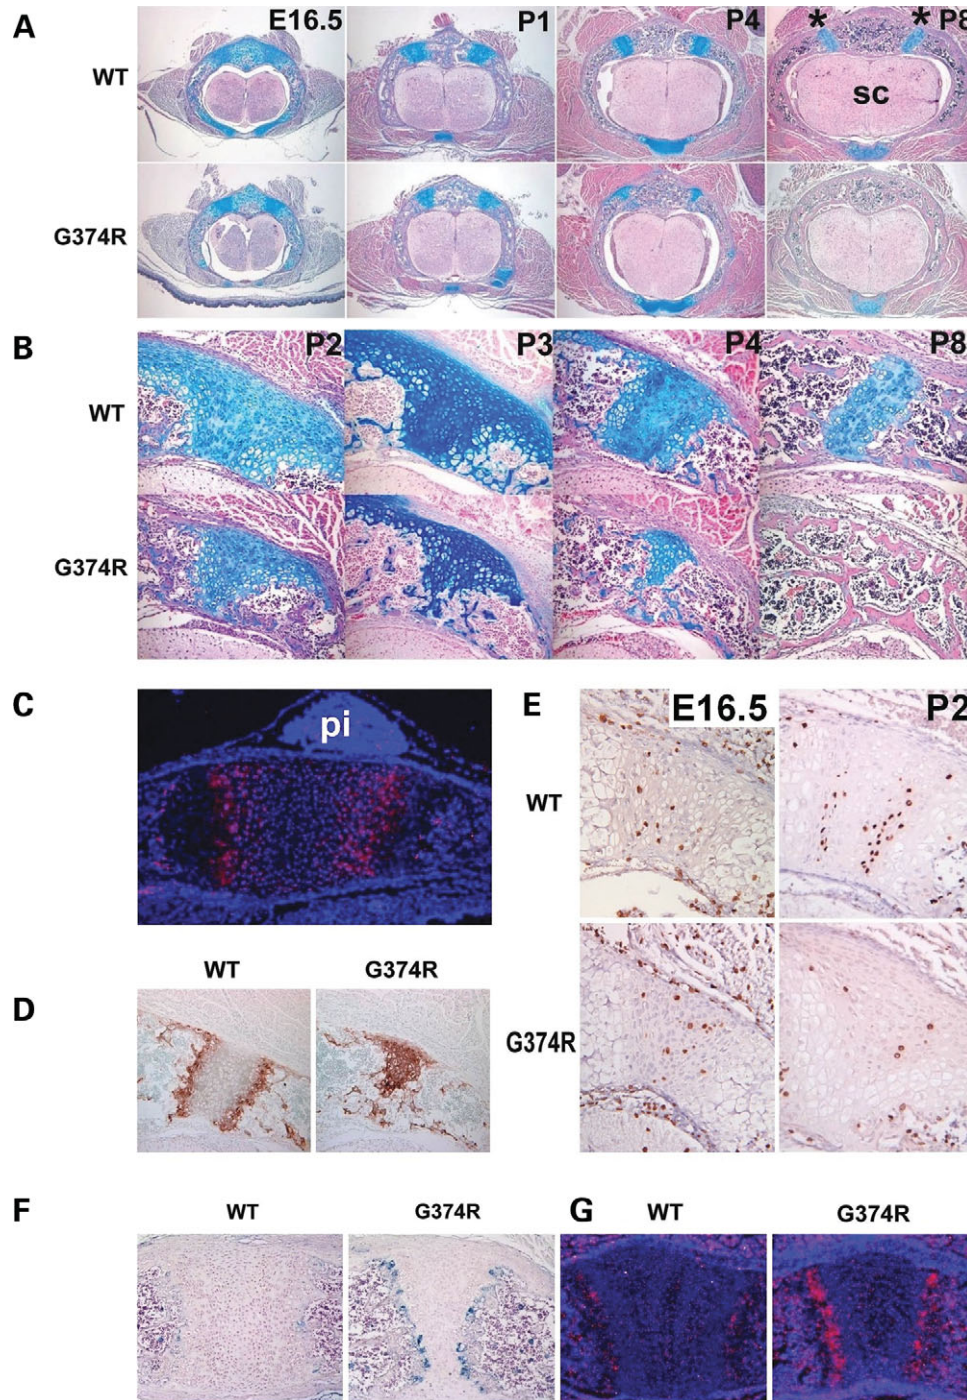 A E16.5 P1 P4 * * P8
WT sc
G374R
B P2 P3 P4 P8
WT
G374R
C pi
E E16.5 P2
WT
G374R
D WT G374R
F WT G374R
G WT G374R